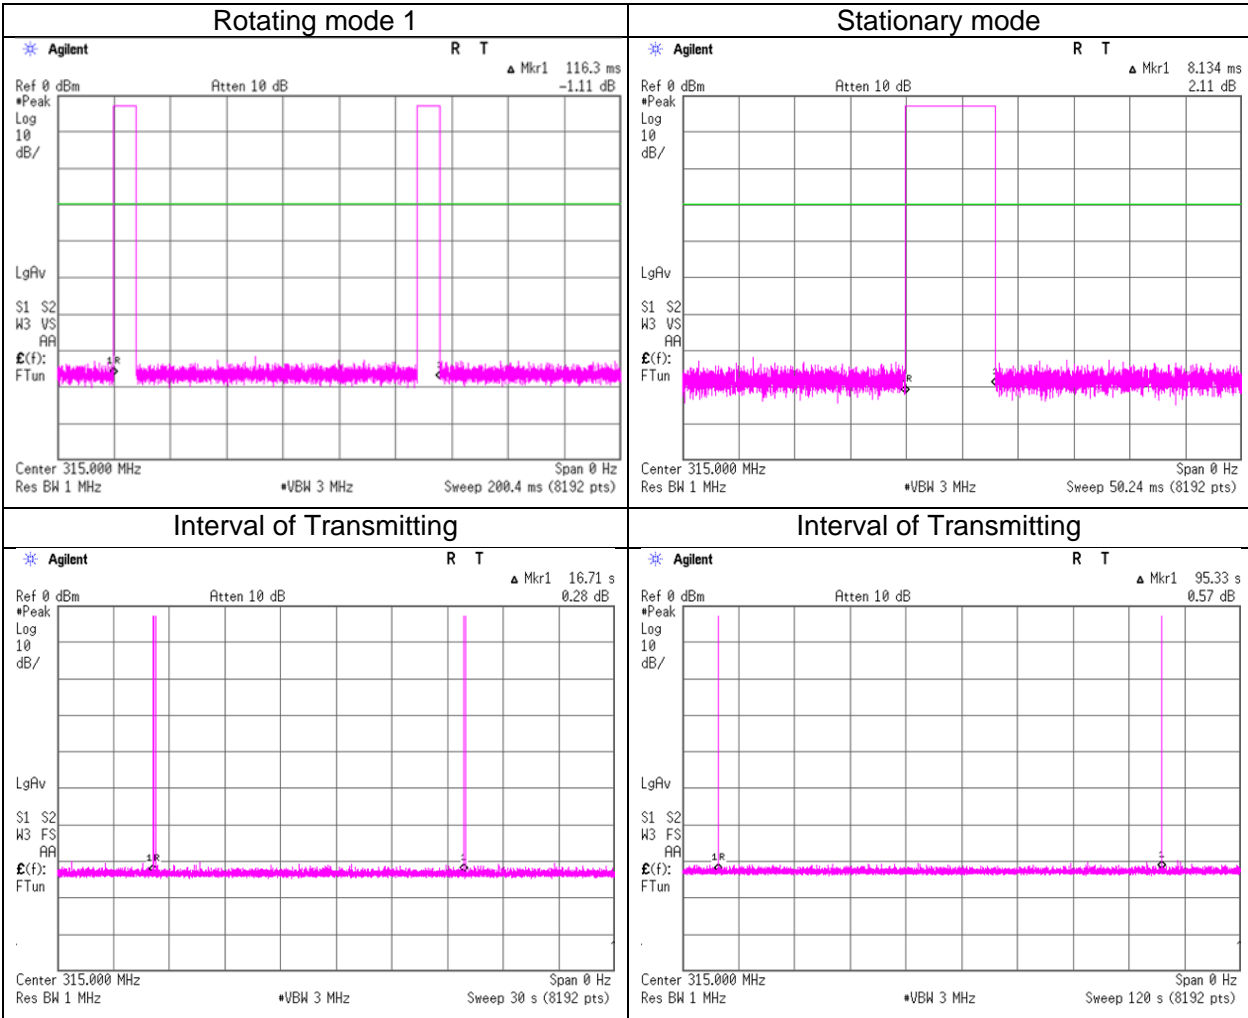 Rotating mode 1
Agilent
R T
Δ Mkr1 116.3 ms
Ref 0 dBm Atten 10 dB -1.11 dB
#Peak
Log
10
dB/
LgAv
S1 S2
W3 VS
AA
£(f):
FTun
1R
1
Center 315.000 MHz Span 0 Hz
Res BW 1 MHz #VBW 3 MHz Sweep 200.4 ms (8192 pts)
Stationary mode
Agilent
R T
Δ Mkr1 8.134 ms
Ref 0 dBm Atten 10 dB 2.11 dB
#Peak
Log
10
dB/
LgAv
S1 S2
W3 VS
AA
£(f):
FTun
R
Center 315.000 MHz Span 0 Hz
Res BW 1 MHz #VBW 3 MHz Sweep 50.24 ms (8192 pts)
Interval of Transmitting
Agilent
R T
Δ Mkr1 16.71 s
Ref 0 dBm Atten 10 dB 0.28 dB
#Peak
Log
10
dB/
LgAv
S1 S2
W3 FS
AA
£(f):
FTun
1R
1
Center 315.000 MHz Span 0 Hz
Res BW 1 MHz #VBW 3 MHz Sweep 30 s (8192 pts)
Interval of Transmitting
Agilent
R T
Δ Mkr1 95.33 s
Ref 0 dBm Atten 10 dB 0.57 dB
#Peak
Log
10
dB/
LgAv
S1 S2
W3 FS
AA
£(f):
FTun
1R
1
Center 315.000 MHz Span 0 Hz
Res BW 1 MHz #VBW 3 MHz Sweep 120 s (8192 pts)